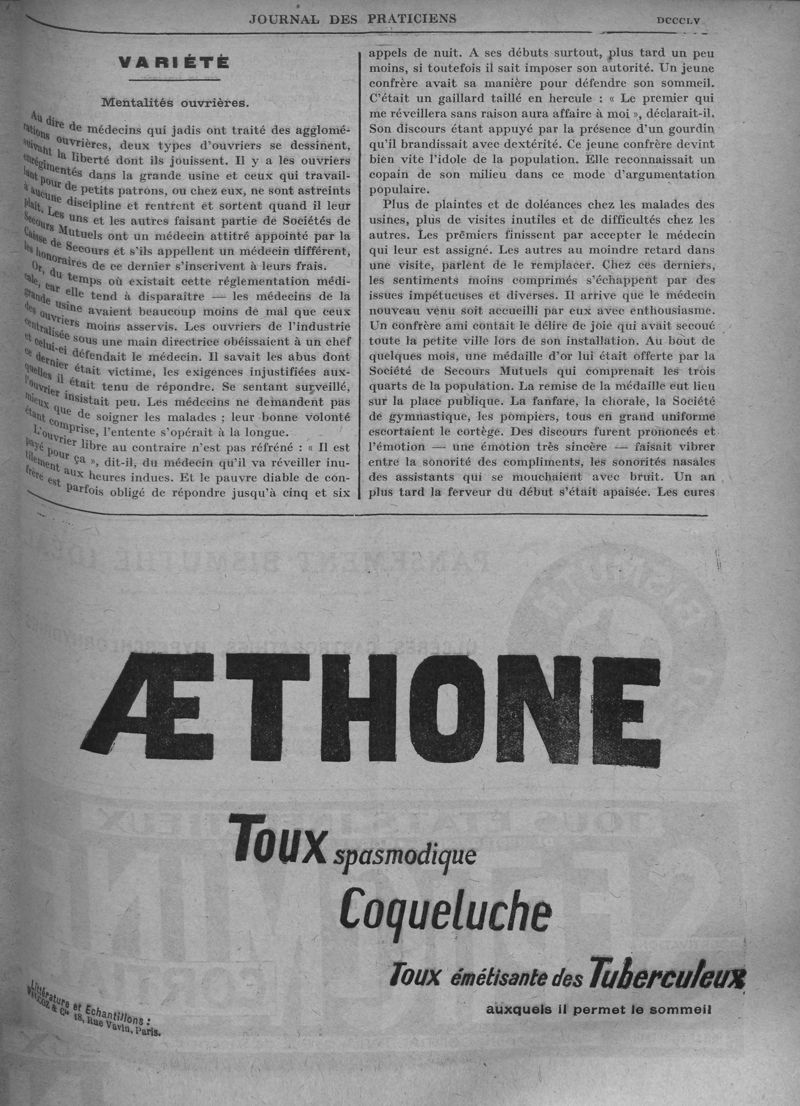 JOURNAL DES PRATICIENS
DCCCLV
VARIÉTÉ
Mentalités ouvrières.
Au dire de médecins qui jadis ont traité des agglomé-
rations ouvrières, deux types d'ouvriers se dessinent,
suivant la liberté dont ils jouissent. Il y a les ouvriers
enrégimentés dans la grande usine et ceux qui travail-
lant pour de petits patrons, ou chez eux, ne sont astreints
à aucune discipline et rentrent et sortent quand il leur
plaît. Les uns et les autres faisant partie de Sociétés de
Secours Mutuels ont un médecin attitré appointé par la
Caisse de Secours et s'ils appellent un médecin différent,
les honoraires de ce dernier s'inscrivent à leurs frais.
Or, du temps où existait cette réglementation médi-
cale, car elle tend à disparaître — les médecins de la
grande usine avaient beaucoup moins de mal que ceux
des ouvriers moins asservis. Les ouvriers de l'industrie
centralisée sous une main directrice obéissaient à un chef
et celui-ci défendait le médecin. Il savait les abus dont
ce dernier était victime, les exigences injustifiées aux-
quelles il était tenu de répondre. Se sentant surveillé,
l'ouvrier insistait peu. Les médecins ne demandent pas
mieux que de soigner les malades ; leur bonne volonté
étant comprise, l'entente s'opérait à la longue.
L'ouvrier libre au contraire n'est pas réfréné : « Il est
payé pour ça », dit-il, du médecin qu'il va réveiller inu-
tilement aux heures indues. Et le pauvre diable de con-
frère est parfois obligé de répondre jusqu'à cinq et six
appels de nuit. A ses débuts surtout, plus tard un peu
moins, si toutefois il sait imposer son autorité. Un jeune
confrère avait sa manière pour défendre son sommeil.
C'était un gaillard taillé en hercule : « Le premier qui
me réveillera sans raison aura affaire à moi », déclarait-il.
Son discours étant appuyé par la présence d'un gourdin
qu'il brandissait avec dextérité. Ce jeune confrère devint
bien vite l'idole de la population. Elle reconnaissait un
copain de son milieu dans ce mode d'argumentation
populaire.
Plus de plaintes et de doléances chez les malades des
usines, plus de visites inutiles et de difficultés chez les
autres. Les prêmiers finissent par accepter le médecin
qui leur est assigné. Les autres au moindre retard dans
une visite, parlent de le remplacer. Chez ces derniers,
les sentiments moins comprimés s'échappent par des
issues impétueuses et diverses. Il arrive que le médecin
nouveau venu soit accueilli par eux avec enthousiasme.
Un confrère ami contait le délire de joie qui avait secoué
toute la petite ville lors de son installation. Au bout de
quelques mois, une médaille d'or lui était offerte par la
Société de Secours Mutuels qui comprenait les trois
quarts de la population. La remise de la médaille eut lieu
sur la place publique. La fanfare, la chorale, la Société
de gymnastique, les pompiers, tous en grand uniforme
escortaient le cortège. Des discours furent prononcés et
l'émotion — une émotion très sincère — faisait vibrer
entre la sonorité des compliments, les sonorités nasales
des assistants qui se mouchaient avec bruit. Un an
plus tard la ferveur du début s'était apaisée. Les cures
ÆTHONE
Toux spasmodique
Coqueluche
Toux émétisante des Tuberculeux
auxquels il permet le sommeil
Littérature et Échantillons :
& Cie 18, Rue Vavin, Paris.